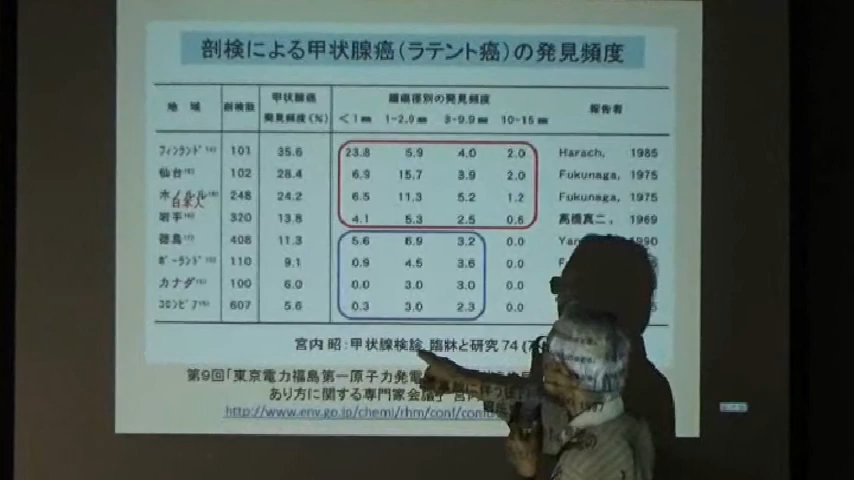 剖検による甲状腺癌(ラテント癌)の発見頻度
地域 剖検数 甲状腺癌 発見頻度(%) 腫瘍径別の発見頻度 報告者
<1mm 1-2.9mm 3-9.9mm 10-15mm
フィンランド 101 35.6 23.8 5.9 4.0 2.0 Harach, 1985
仙台 102 28.4 6.9 15.7 3.9 2.0 Fukunaga, 1975
ホノルル 248 24.2 6.5 11.3 5.2 1.2 Fukunaga, 1975
日本人
岩手 320 13.8 4.1 5.3 2.5 0.6 高橋真二, 1969
徳島 408 11.3 5.6 6.9 3.2 0.0 1990
ポーランド 110 9.1 0.9 4.5 3.6 0.0
カナダ 100 6.0 0.0 3.0 3.0 0.0
コロンビア 607 5.6 0.3 3.0 2.3 0.0
宮内 昭:甲状腺検診, 臨牀と研究 74
第9回「東京電力福島第一原子力発電
あり方に関する専門家会議」
http://www.env.go.jp/chemi/rhm/conf/